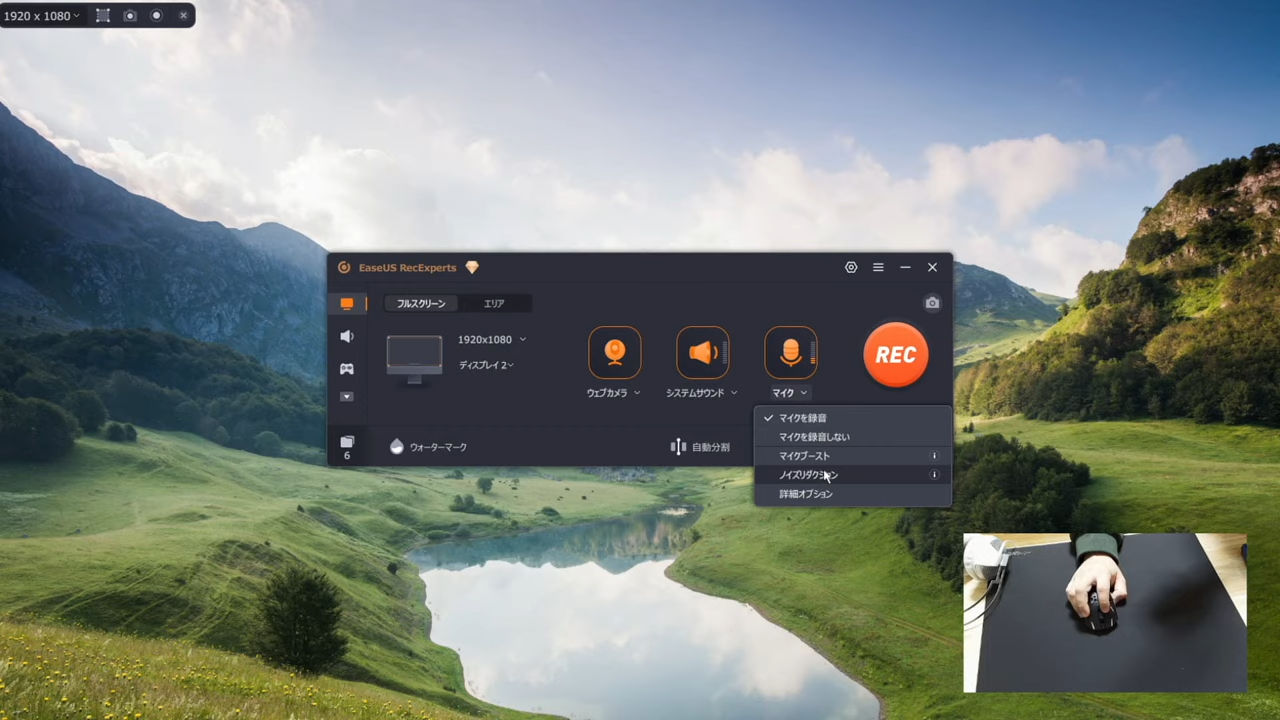 1920 x 1080
EaseUS RecExperts
フルスクリーン
エリア
1920x1080
ディスプレイ 2
ウェブカメラ
システムサウンド
マイク
REC
マイクを録音
マイクを録音しない
マイクブースト
ノイズリダクション
詳細オプション
6
ウォーターマーク
自動分割